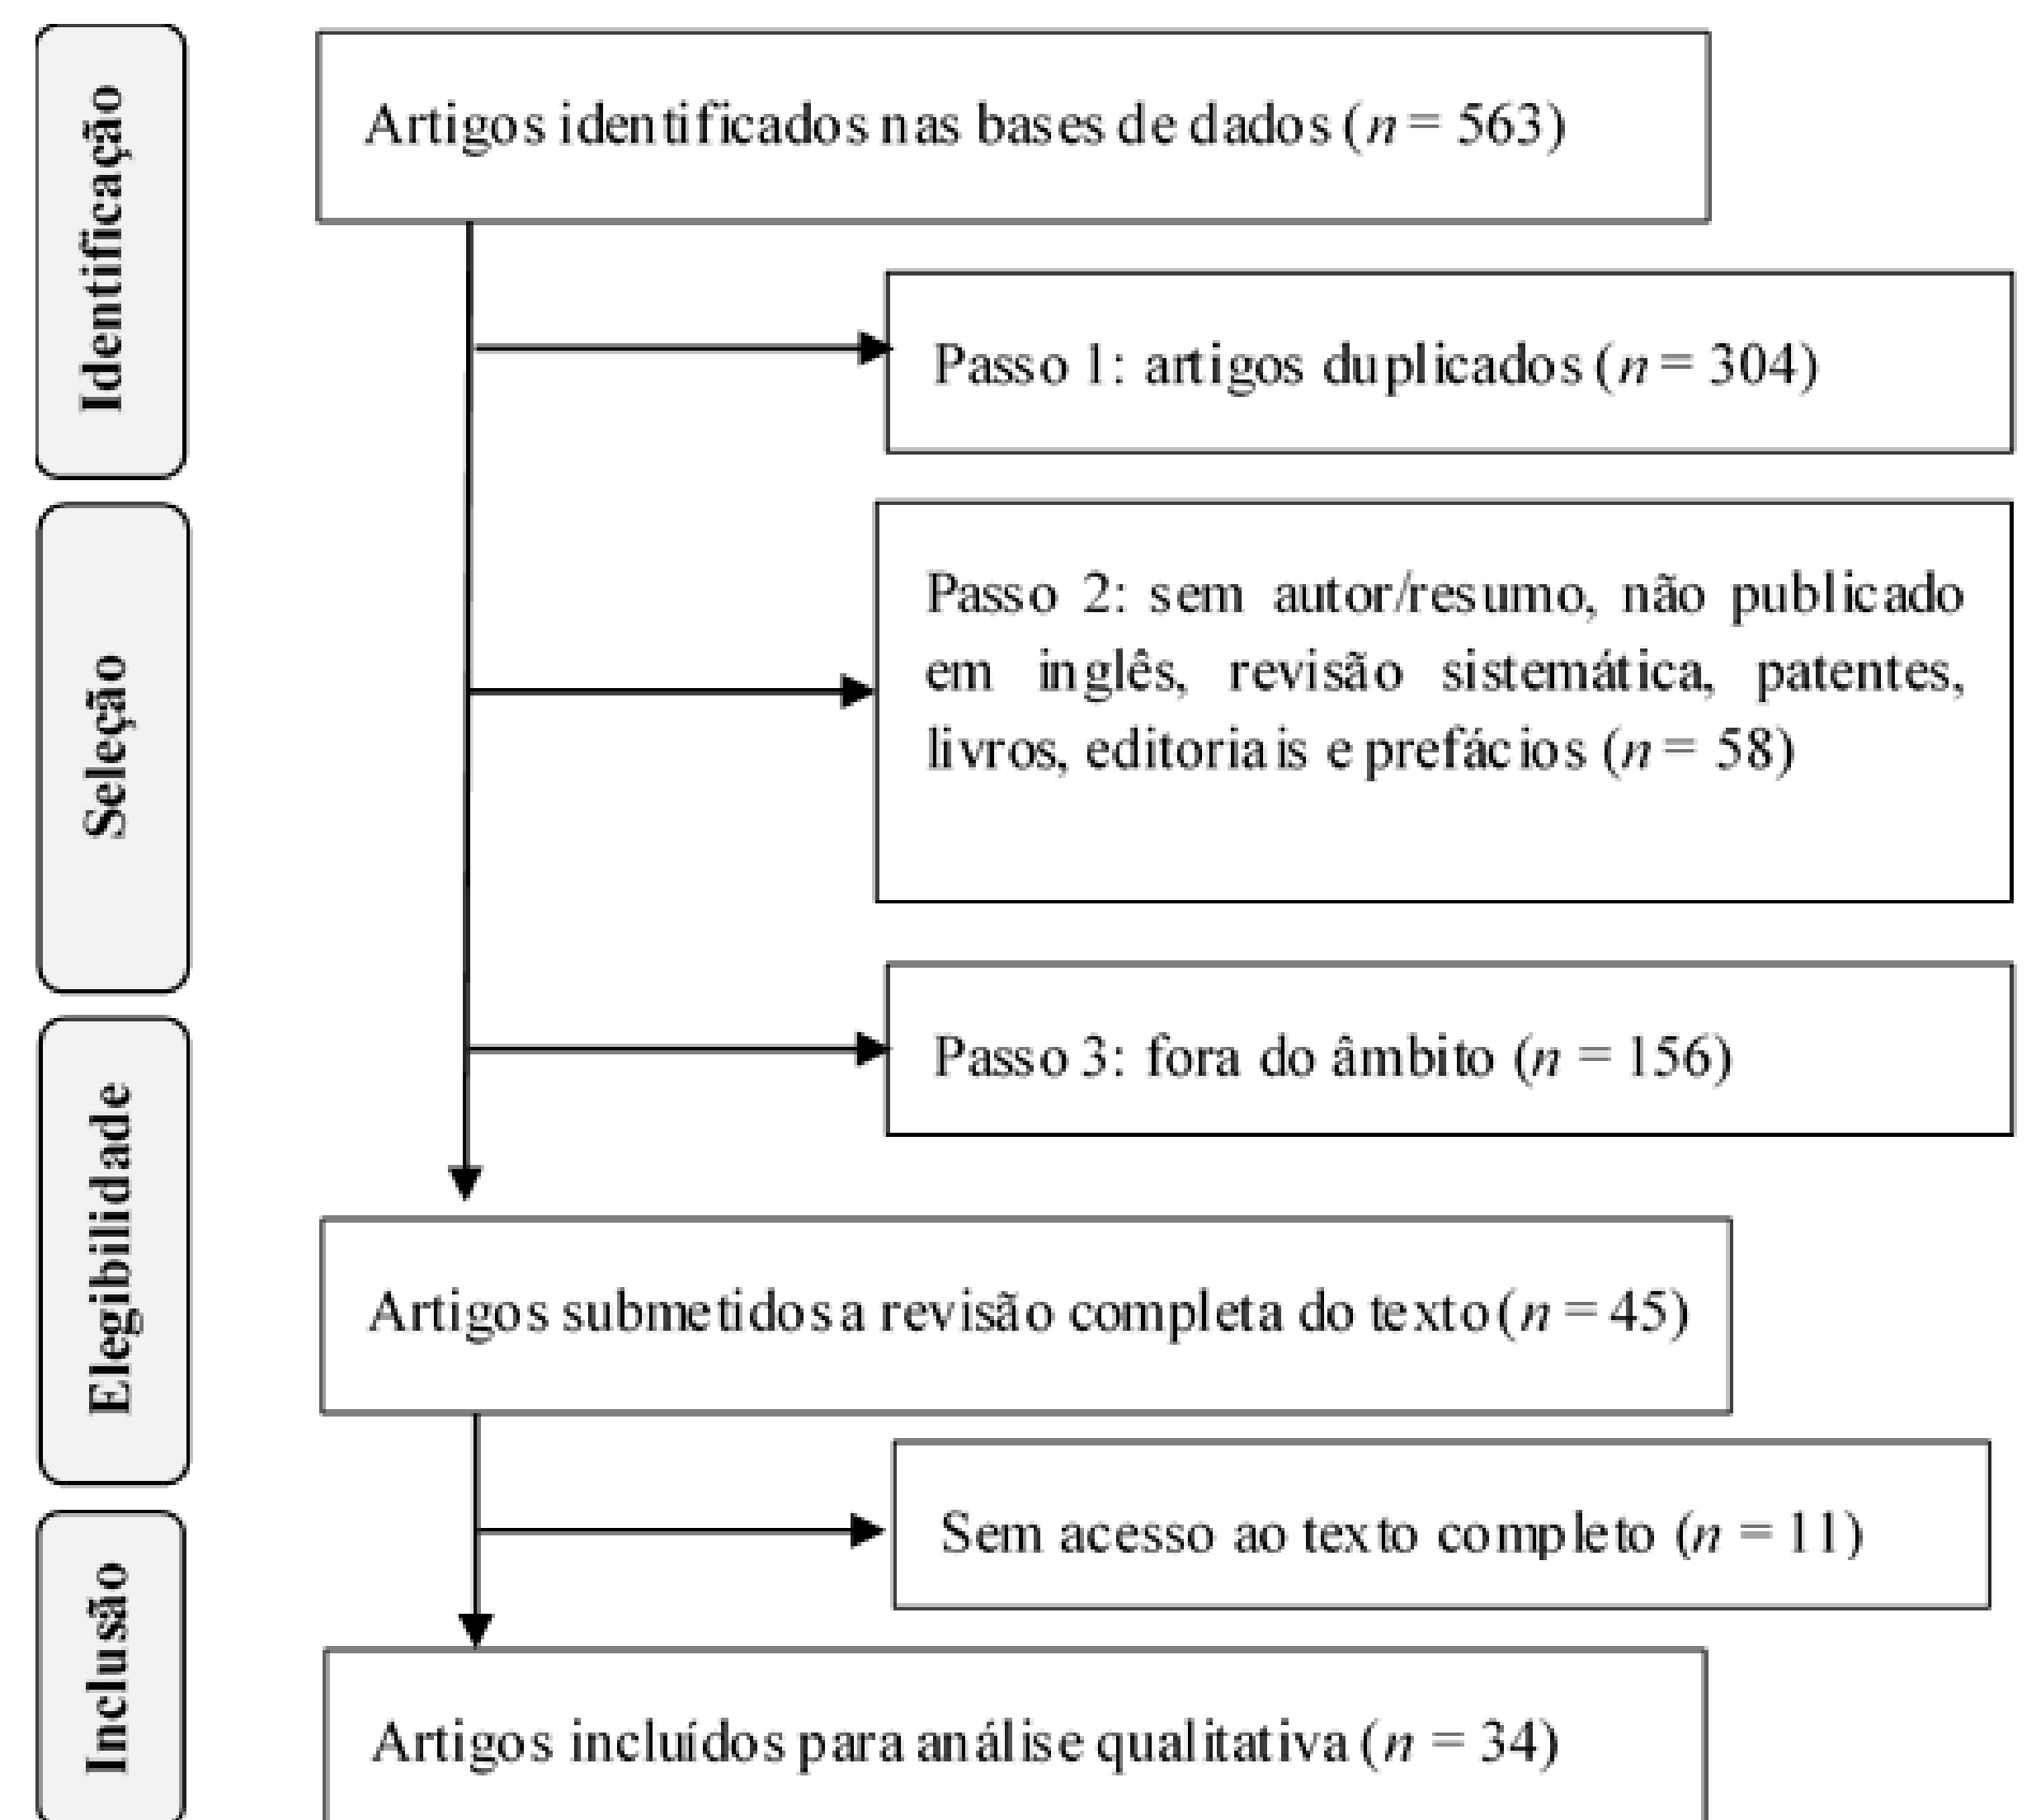 Identificação
Artigos identificados nas bases de dados (n = 563)
Passo 1: artigos duplicados (n = 304)
Seleção
Passo 2: sem autor/resumo, não publicado
em inglês, revisão sistemática, patentes,
livros, editoriais e prefácios (n = 58)
Passo 3: fora do âmbito (n = 156)
Elegibilidade
Artigos submetidos a revisão completa do texto (n = 45)
Sem acesso ao texto completo (n = 11)
Inclusão
Artigos incluídos para análise qualitativa (n = 34)